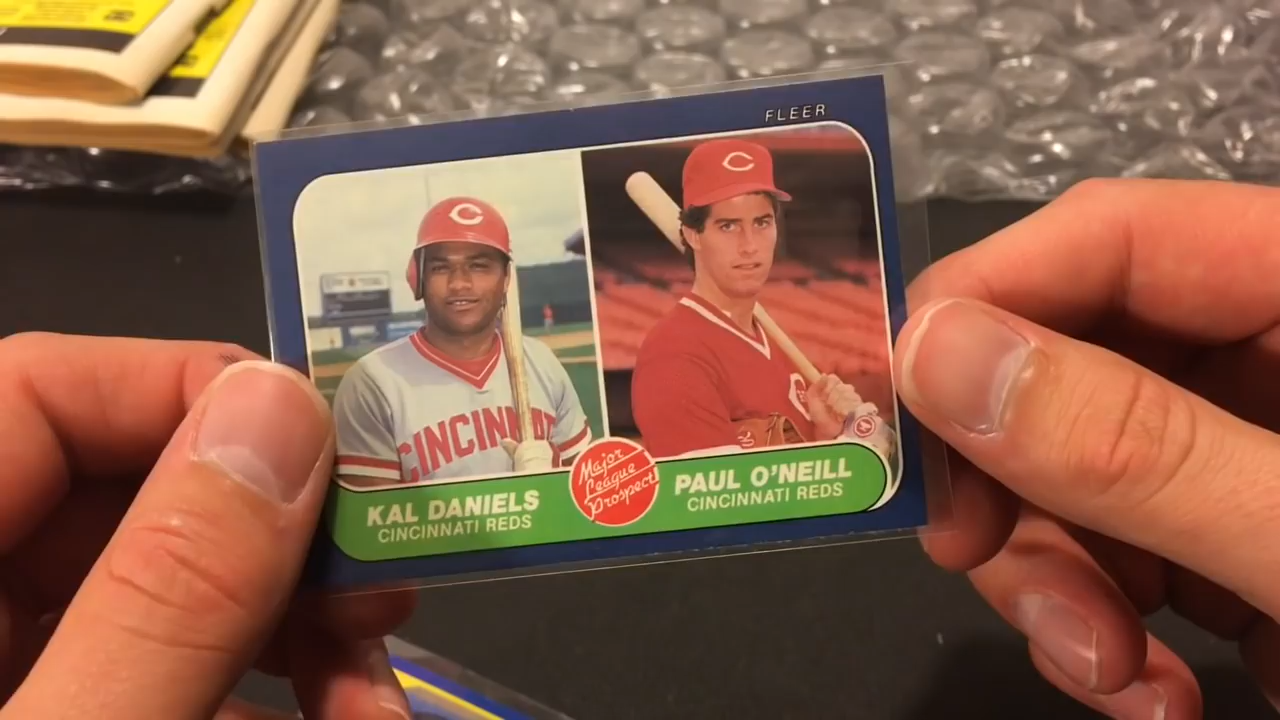 FLEER
C
C
CINCINNATI
Major
League
Prospect
KAL DANIELS
CINCINNATI REDS
PAUL O'NEILL
CINCINNATI REDS